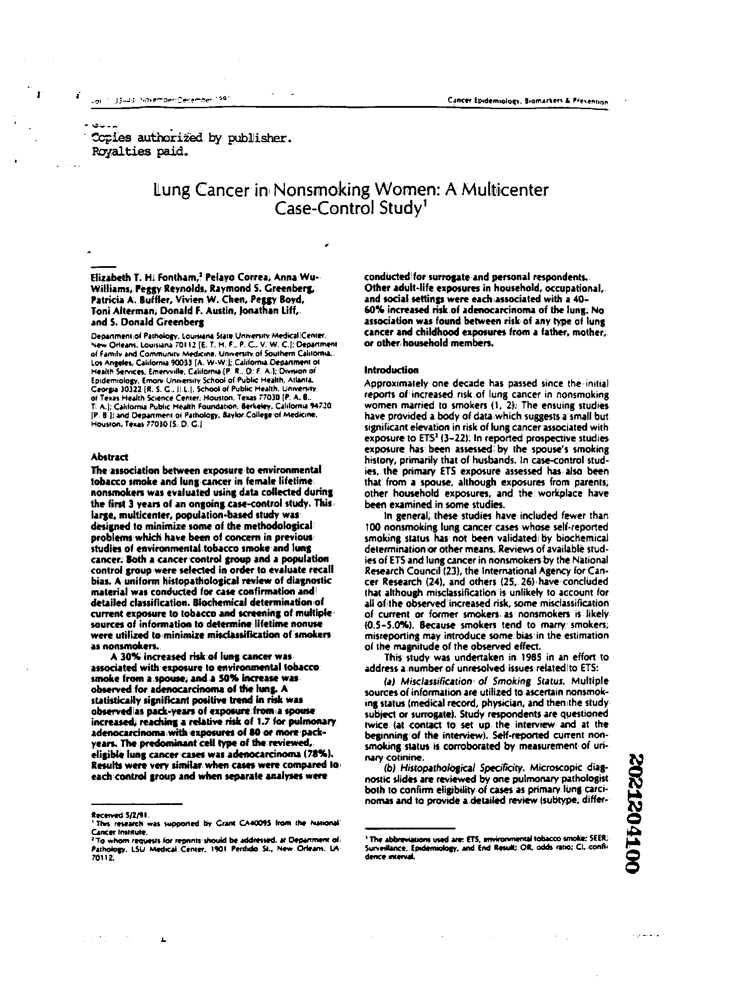 33-43, November/December 199
Cancer Epidemiology, Biomarkers & Prevention
Copies authorized by publisher.
Royalties paid.
Lung Cancer in Nonsmoking Women: A Multicenter
Case-Control Study¹
Elizabeth T. H. Fontham,² Pelayo Correa, Anna Wu-
Williams, Peggy Reynolds, Raymond S. Greenberg,
Patricia A. Buffler, Vivien W. Chen, Peggy Boyd,
Toni Alterman, Donald F. Austin, Jonathan Liff,
and S. Donald Greenberg
Department of Pathology, Louisiana State University Medical Center,
New Orleans, Louisiana 70112 [E. T. H. F., P. C., V. W. C.]; Department
of Family and Community Medicine, University of Southern California,
Los Angeles, California 90033 [A. W-W.]; California Department of
Health Services, Emeryville, California [P. R., D. F. A.]; Division of
Epidemiology, Emory University School of Public Health, Atlanta,
Georgia 30322 [R. S. G., J. L.]; School of Public Health, University
of Texas Health Science Center, Houston, Texas 77030 [P. A. B.,
T. A.]; California Public Health Foundation, Berkeley, California 94720
[P. B.]; and Department of Pathology, Baylor College of Medicine,
Houston, Texas 77030 [S. D. G.]
Abstract
The association between exposure to environmental
tobacco smoke and lung cancer in female lifetime
nonsmokers was evaluated using data collected during
the first 3 years of an ongoing case-control study. This
large, multicenter, population-based study was
designed to minimize some of the methodological
problems which have been of concern in previous
studies of environmental tobacco smoke and lung
cancer. Both a cancer control group and a population
control group were selected in order to evaluate recall
bias. A uniform histopathological review of diagnostic
material was conducted for case confirmation and
detailed classification. Biochemical determination of
current exposure to tobacco and screening of multiple
sources of information to determine lifetime nonuse
were utilized to minimize misclassification of smokers
as nonsmokers.
A 30% increased risk of lung cancer was
associated with exposure to environmental tobacco
smoke from a spouse, and a 50% increase was
observed for adenocarcinoma of the lung. A
statistically significant positive trend in risk was
observed as pack-years of exposure from a spouse
increased, reaching a relative risk of 1.7 for pulmonary
adenocarcinoma with exposures of 80 or more pack-
years. The predominant cell type of the reviewed,
eligible lung cancer cases was adenocarcinoma (78%).
Results were very similar when cases were compared to
each control group and when separate analyses were
Received 5/2/91.
¹ This research was supported by Grant CA40095 from the National
Cancer Institute.
² To whom requests for reprints should be addressed, at Department of
Pathology, LSU Medical Center, 1901 Perdido St., New Orleans, LA
70112.
conducted for surrogate and personal respondents.
Other adult-life exposures in household, occupational,
and social settings were each associated with a 40-
60% increased risk of adenocarcinoma of the lung. No
association was found between risk of any type of lung
cancer and childhood exposures from a father, mother,
or other household members.
Introduction
Approximately one decade has passed since the initial
reports of increased risk of lung cancer in nonsmoking
women married to smokers (1, 2). The ensuing studies
have provided a body of data which suggests a small but
significant elevation in risk of lung cancer associated with
exposure to ETS³ (3-22). In reported prospective studies
exposure has been assessed by the spouse's smoking
history, primarily that of husbands. In case-control stud-
ies, the primary ETS exposure assessed has also been
that from a spouse, although exposures from parents,
other household exposures, and the workplace have
been examined in some studies.
In general, these studies have included fewer than
100 nonsmoking lung cancer cases whose self-reported
smoking status has not been validated by biochemical
determination or other means. Reviews of available stud-
ies of ETS and lung cancer in nonsmokers by the National
Research Council (23), the International Agency for Can-
cer Research (24), and others (25, 26) have concluded
that although misclassification is unlikely to account for
all of the observed increased risk, some misclassification
of current or former smokers as nonsmokers is likely
(0.5-5.0%). Because smokers tend to marry smokers,
misreporting may introduce some bias in the estimation
of the magnitude of the observed effect.
This study was undertaken in 1985 in an effort to
address a number of unresolved issues related to ETS:
(a) Misclassification of Smoking Status. Multiple
sources of information are utilized to ascertain nonsmok-
ing status (medical record, physician, and then the study
subject or surrogate). Study respondents are questioned
twice (at contact to set up the interview and at the
beginning of the interview). Self-reported current non-
smoking status is corroborated by measurement of uri-
nary cotinine.
(b) Histopathological Specificity. Microscopic diag-
nostic slides are reviewed by one pulmonary pathologist
both to confirm eligibility of cases as primary lung carci-
nomas and to provide a detailed review (subtype, differ-
³ The abbreviations used are: ETS, environmental tobacco smoke; SEER,
Surveillance, Epidemiology, and End Result; OR, odds ratio; CI, confi-
dence interval.
2021204100